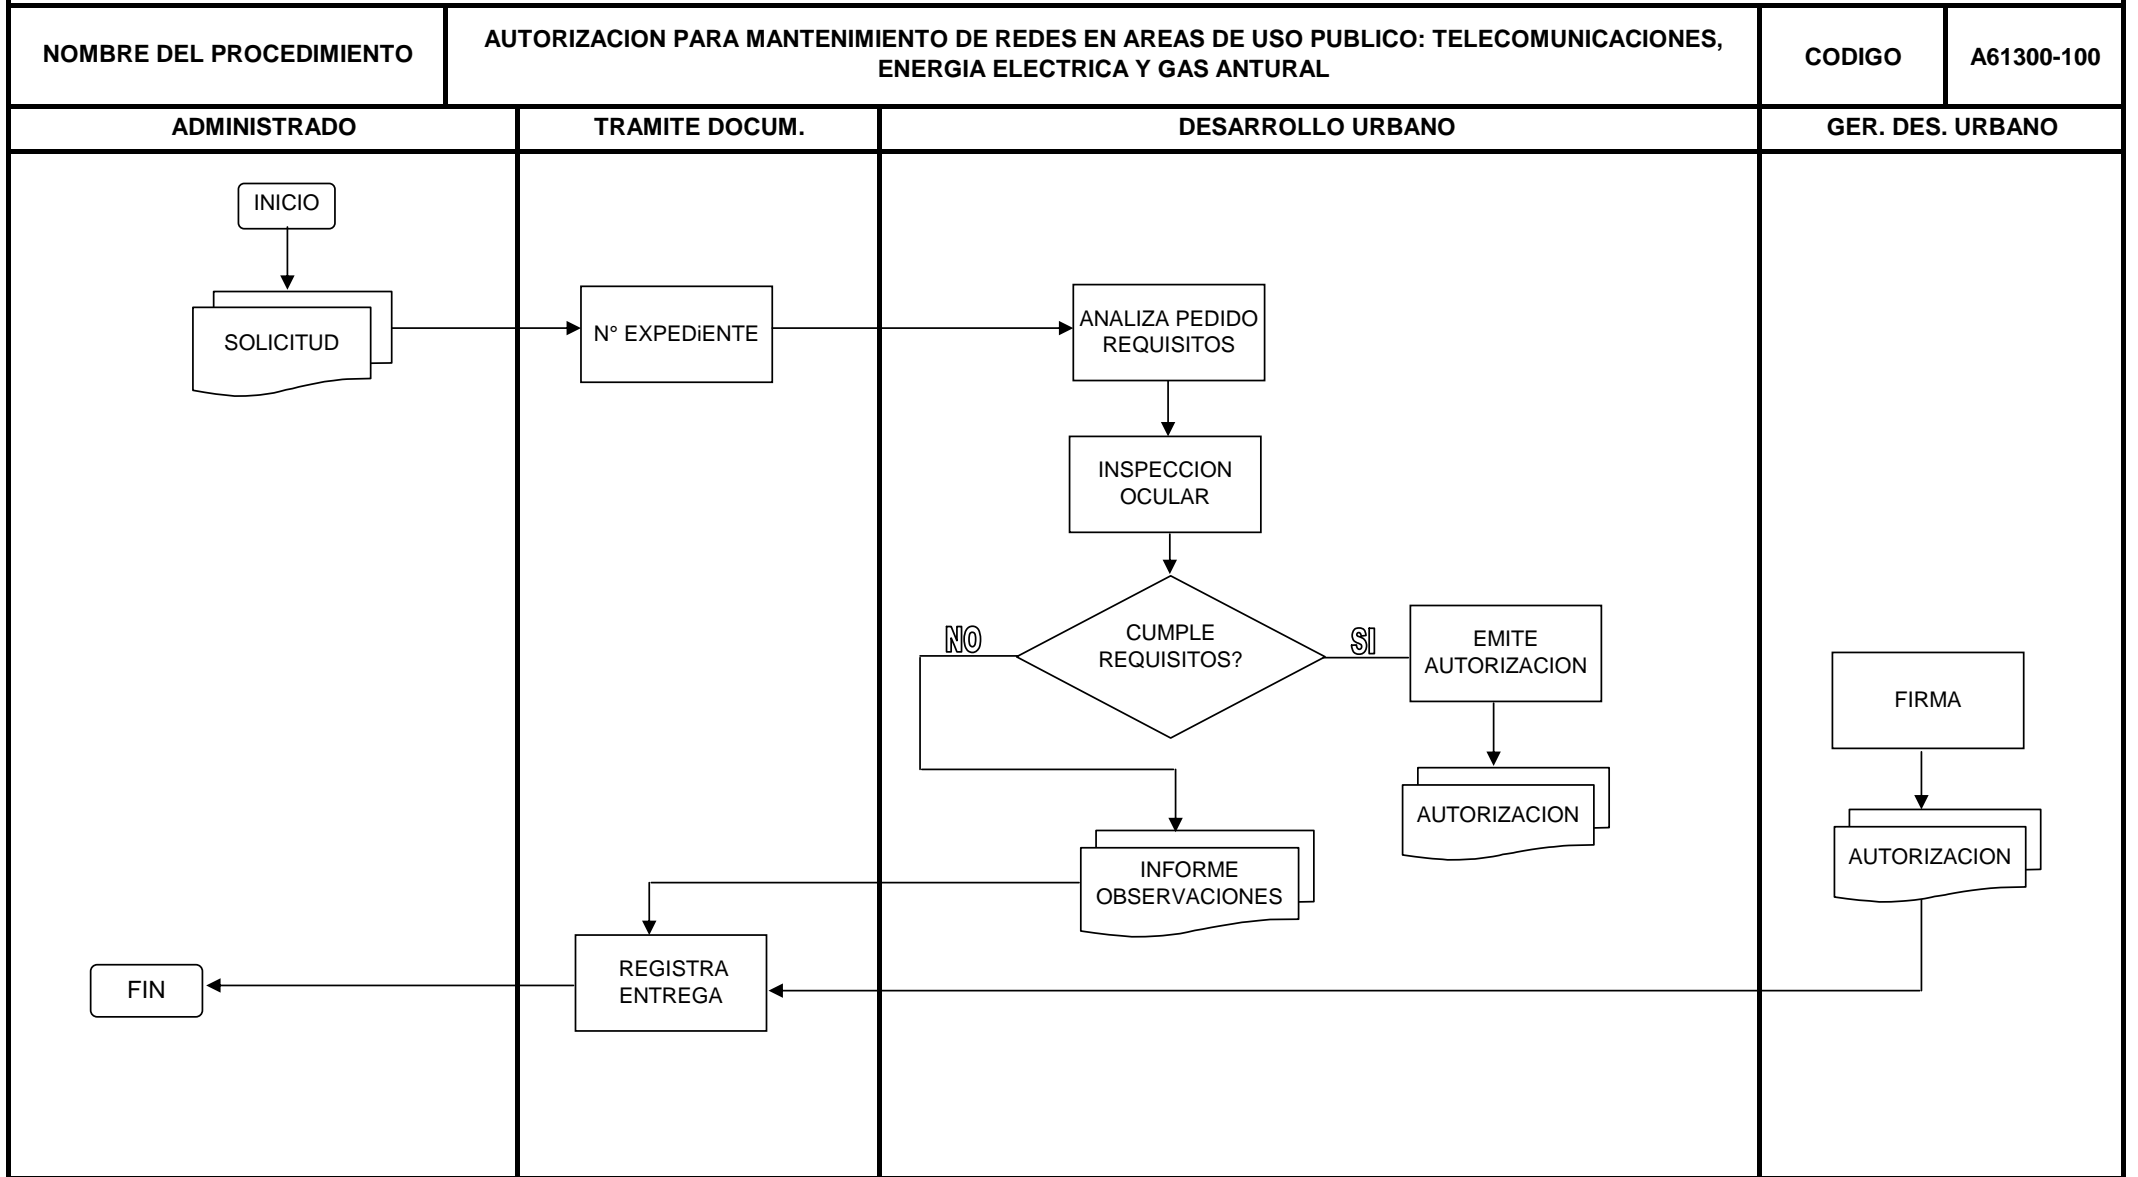 NOMBRE DEL PROCEDIMIENTO
AUTORIZACION PARA MANTENIMIENTO DE REDES EN AREAS DE USO PUBLICO: TELECOMUNICACIONES,
ENERGIA ELECTRICA Y GAS ANTURAL
CODIGO
A61300-100
ADMINISTRADO
TRAMITE DOCUM.
DESARROLLO URBANO
GER. DES. URBANO
INICIO
SOLICITUD
N° EXPEDiENTE
ANALIZA PEDIDO
REQUISITOS
INSPECCION
OCULAR
CUMPLE
REQUISITOS?
NO
SI
EMITE
AUTORIZACION
FIRMA
AUTORIZACION
AUTORIZACION
INFORME
OBSERVACIONES
REGISTRA
ENTREGA
FIN